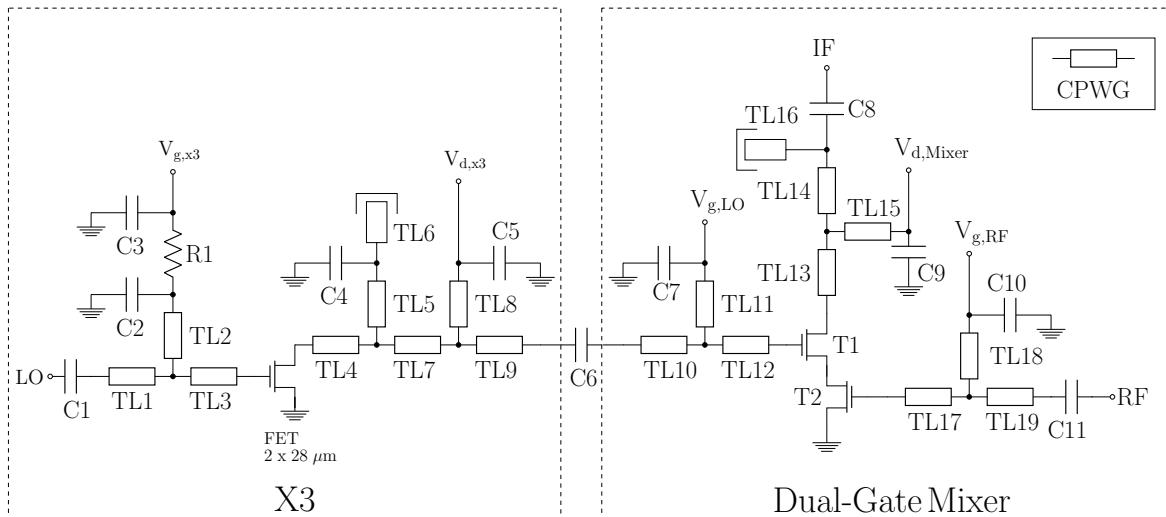 IF
CPWG
TL16
C8
V_g,x3
V_d,x3
V_d,Mixer
TL14
TL15
V_g,LO
V_g,RF
C3
TL6
C5
R1
C4
C7
TL13
C9
C10
C2
TL5
TL8
TL11
TL2
T1
TL18
LO
TL4
TL7
TL9
C6
TL10
TL12
C1
TL1
TL3
T2
RF
TL17
TL19
C11
FET
2 x 28 μm
X3
Dual-Gate Mixer